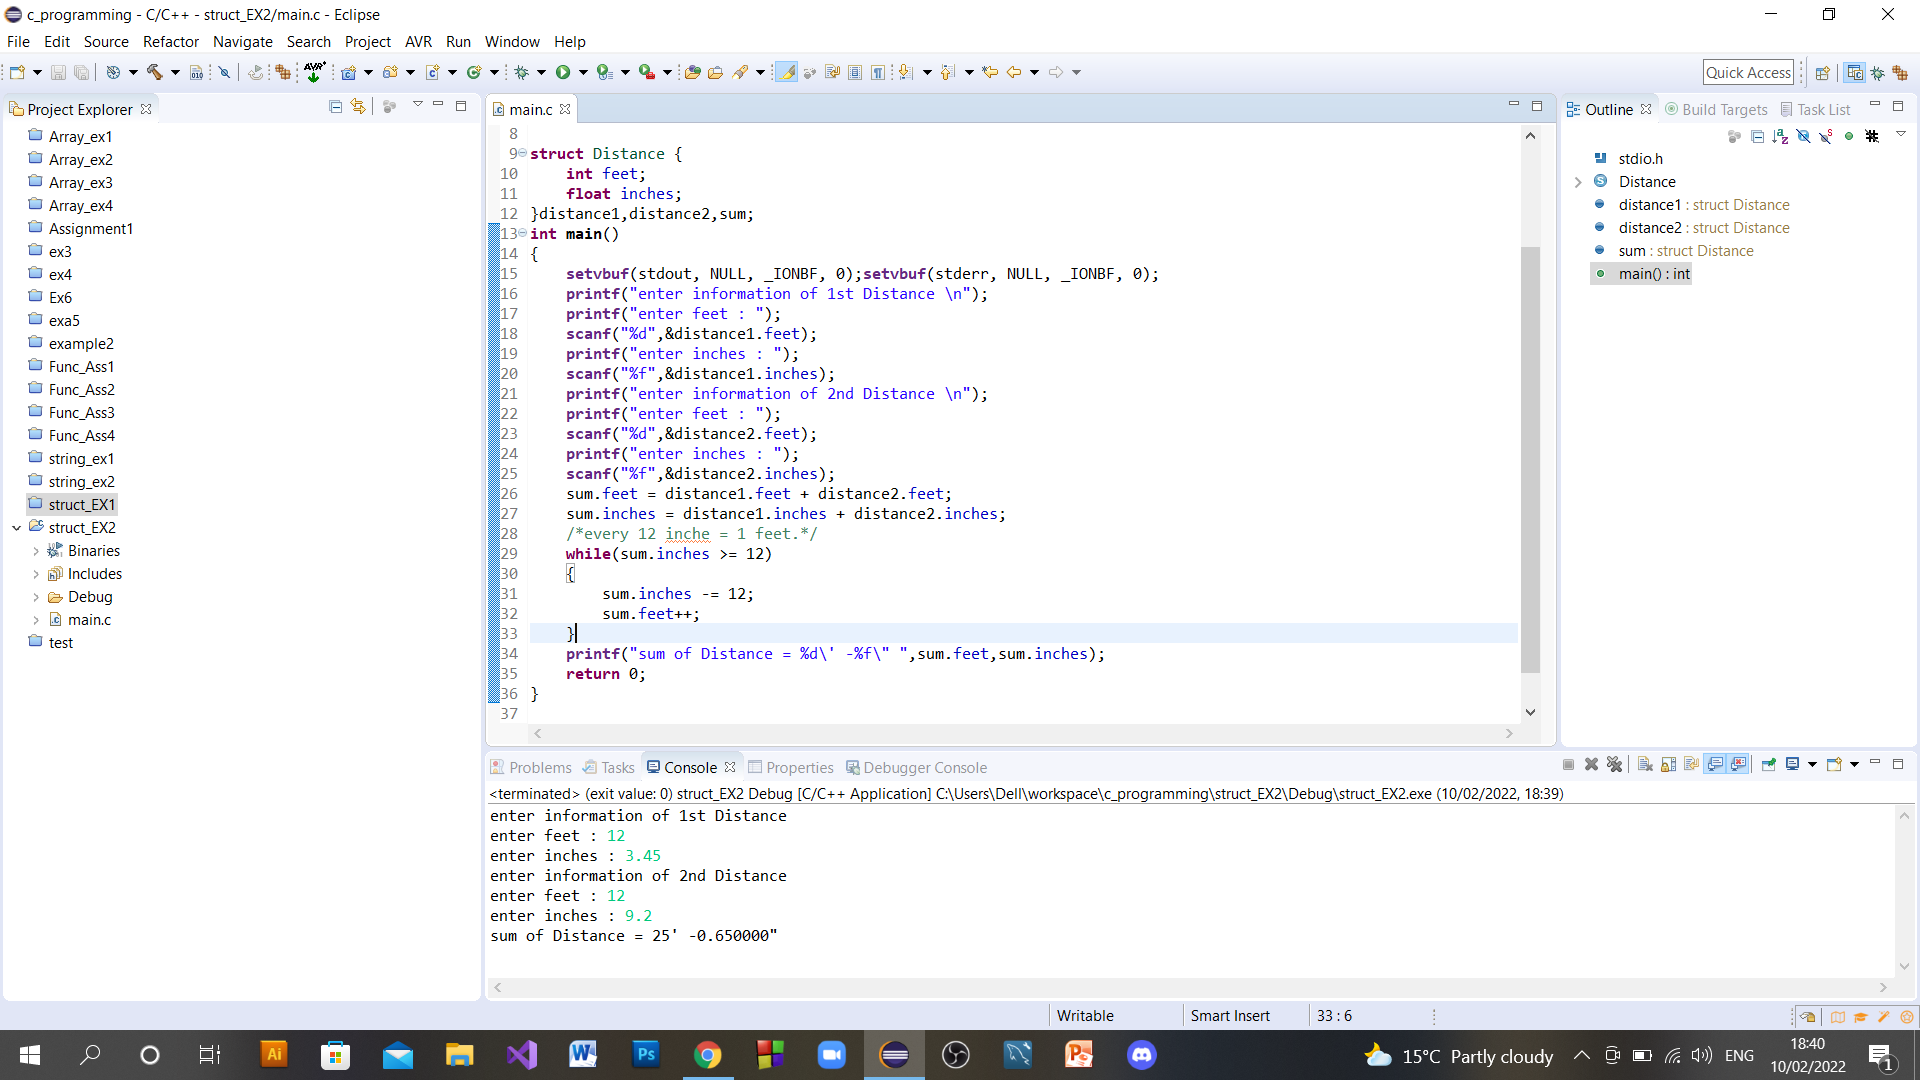 c_programming - C/C++ - struct_EX2/main.c - Eclipse
File Edit Source Refactor Navigate Search Project AVR Run Window Help
Quick Access
Project Explorer
Array_ex1
Array_ex2
Array_ex3
Array_ex4
Assignment1
ex3
ex4
Ex6
exa5
example2
Func_Ass1
Func_Ass2
Func_Ass3
Func_Ass4
string_ex1
string_ex2
struct_EX1
struct_EX2
Binaries
Includes
Debug
main.c
test
main.c
8
9 struct Distance {
10 int feet;
11 float inches;
12 }distance1,distance2,sum;
13 int main()
14 {
15 setvbuf(stdout, NULL, _IONBF, 0);setvbuf(stderr, NULL, _IONBF, 0);
16 printf("enter information of 1st Distance \n");
17 printf("enter feet : ");
18 scanf("%d",&distance1.feet);
19 printf("enter inches : ");
20 scanf("%f",&distance1.inches);
21 printf("enter information of 2nd Distance \n");
22 printf("enter feet : ");
23 scanf("%d",&distance2.feet);
24 printf("enter inches : ");
25 scanf("%f",&distance2.inches);
26 sum.feet = distance1.feet + distance2.feet;
27 sum.inches = distance1.inches + distance2.inches;
28 /*every 12 inche = 1 feet.*/
29 while(sum.inches >= 12)
30 {
31 sum.inches -= 12;
32 sum.feet++;
33 }
34 printf("sum of Distance = %d\' -%f\" ",sum.feet,sum.inches);
35 return 0;
36 }
37
Outline Build Targets Task List
stdio.h
Distance
distance1 : struct Distance
distance2 : struct Distance
sum : struct Distance
main() : int
Problems Tasks Console Properties Debugger Console
<terminated> (exit value: 0) struct_EX2 Debug [C/C++ Application] C:\Users\Dell\workspace\c_programming\struct_EX2\Debug\struct_EX2.exe (10/02/2022, 18:39)
enter information of 1st Distance
enter feet : 12
enter inches : 3.45
enter information of 2nd Distance
enter feet : 12
enter inches : 9.2
sum of Distance = 25' -0.650000"
Writable Smart Insert 33 : 6
15°C Partly cloudy ENG
18:40
10/02/2022
1